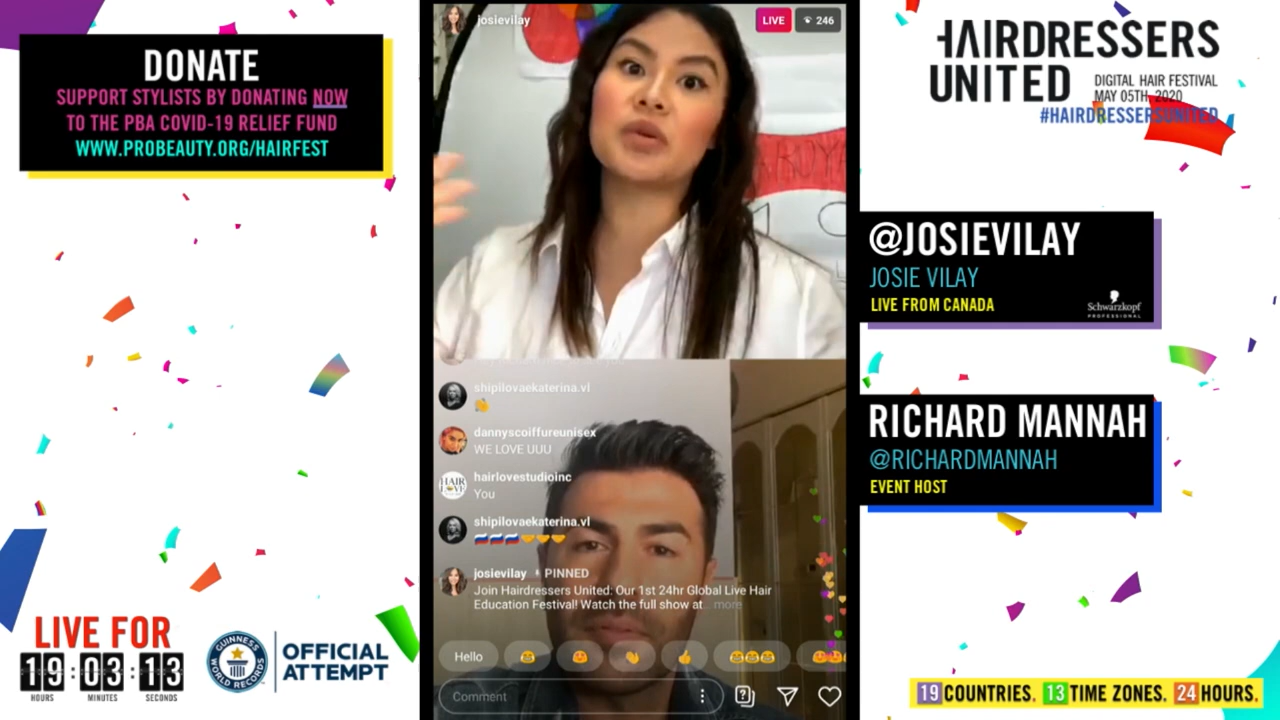 DONATE
SUPPORT STYLISTS BY DONATING NOW
TO THE PBA COVID-19 RELIEF FUND
WWW.PROBEAUTY.ORG/HAIRFEST
josievilay
LIVE
246
HAIRDRESSERS
UNITED
DIGITAL HAIR FESTIVAL
MAY 05TH, 2020
#HAIRDRESSERSUNITED
@JOSIEVILAY
JOSIE VILAY
LIVE FROM CANADA
Schwarzkopf
PROFESSIONAL
RICHARD MANNAH
@RICHARDMANNAH
EVENT HOST
shipilovaekaterina.vl
👏
dannyscoiffureunisex
WE LOVE UUU
HAIR
LOVE
hairlovestudioinc
You
shipilovaekaterina.vl
🇷🇺🇷🇺🇷🇺🤝🤝🤝
josievilay PINNED
Join Hairdressers United: Our 1st 24hr Global Live Hair
Education Festival! Watch the full show at... more
Hello
Comment
LIVE FOR
19:03:13
HOURS MINUTES SECONDS
GUINNESS
WORLD RECORDS
OFFICIAL
ATTEMPT
19 COUNTRIES. 13 TIME ZONES. 24 HOURS.